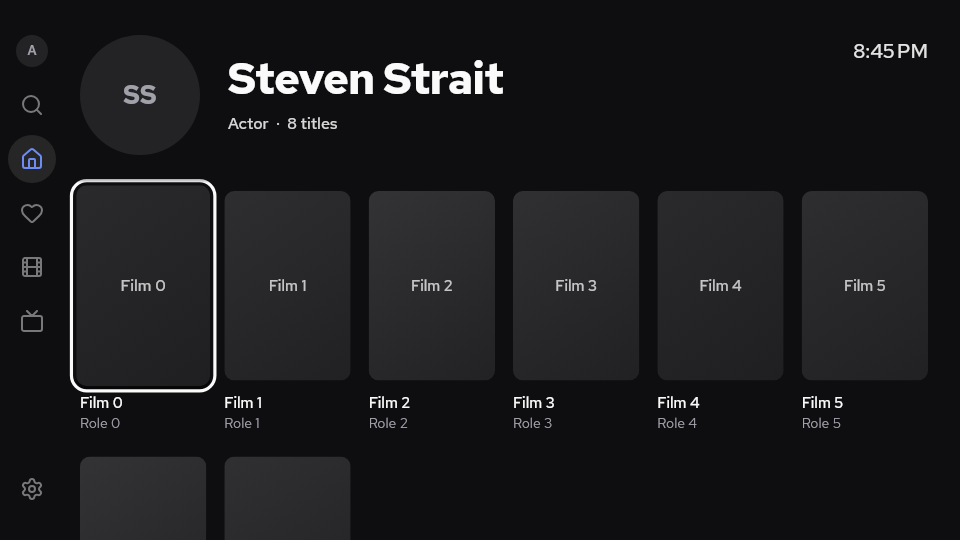 A
SS
Steven Strait
Actor · 8 titles
8:45 PM
Film 0
Film 1
Film 2
Film 3
Film 4
Film 5
Film 0
Film 1
Film 2
Film 3
Film 4
Film 5
Role 0
Role 1
Role 2
Role 3
Role 4
Role 5